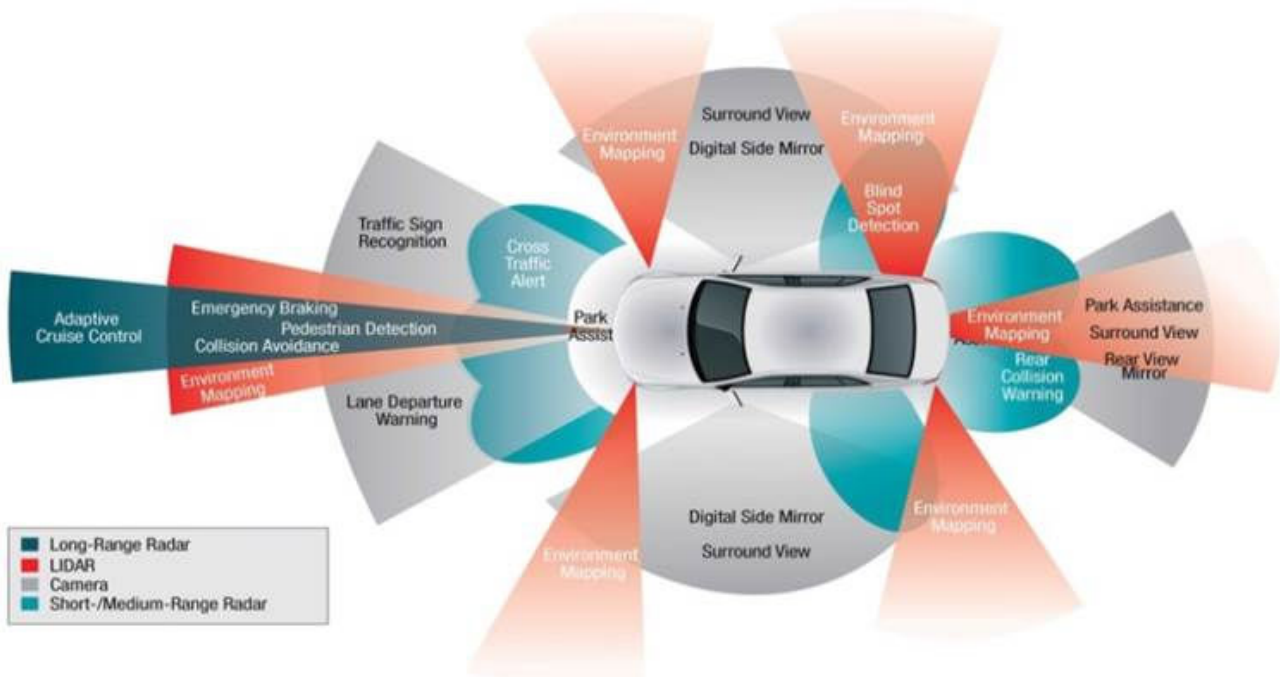 Environment
Mapping
Surround View
Digital Side Mirror
Environment
Mapping
Blind
Spot
Detection
Traffic Sign
Recognition
Cross
Traffic
Alert
Adaptive
Cruise Control
Emergency Braking
Pedestrian Detection
Collision Avoidance
Environment
Mapping
Park
Assist
Lane Departure
Warning
Environment
Mapping
Rear
Collision
Warning
Park Assistance
Surround View
Rear View
Mirror
Environment
Mapping
Digital Side Mirror
Surround View
Environment
Mapping
Long-Range Radar
LIDAR
Camera
Short-/Medium-Range Radar